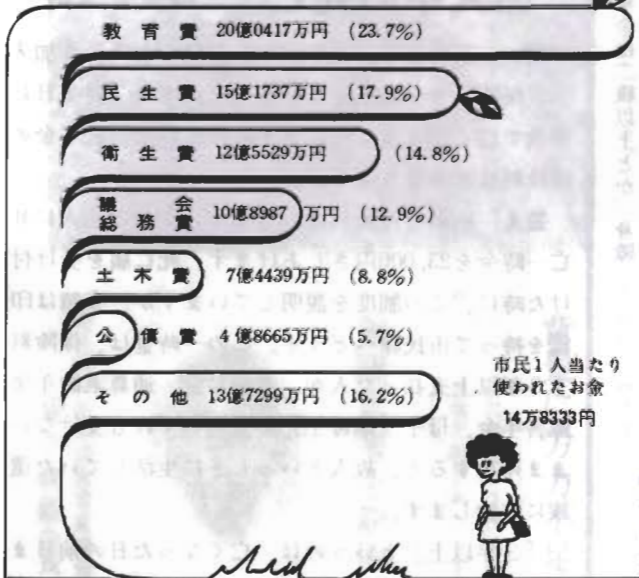 教育費 20億0417万円 (23.7%)
民生費 15億1737万円 (17.9%)
衛生費 12億5529万円 (14.8%)
議会
総務費 10億8987万円 (12.9%)
土木費 7億4439万円 (8.8%)
公債費 4億8665万円 (5.7%)
その他 13億7299万円 (16.2%)
市民1人当たり
使われたお金
14万8333円